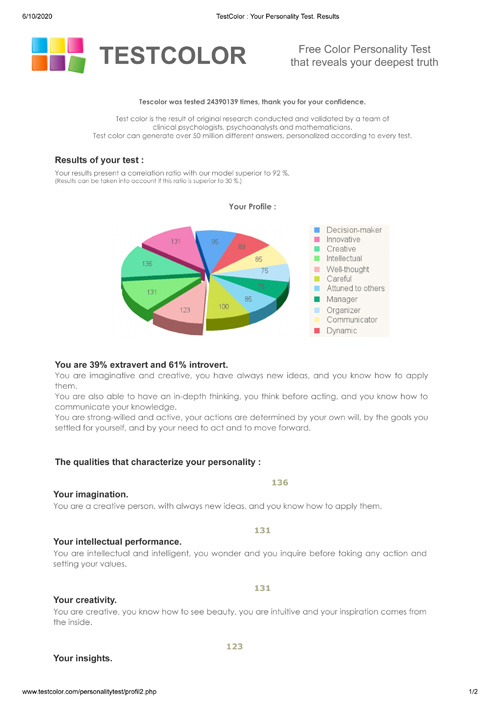 6/10/2020 TestColor : Your Personality Test. Results
TESTCOLOR
Free Color Personality Test
that reveals your deepest truth
Tescolor was tested 24390139 times, thank you for your confidence.
Test color is the result of original research conducted and validated by a team of
clinical psychologists, psychoanalysts and mathematicians.
Test color can generate over 50 million different answers, personalized according to every test.
Results of your test :
Your results present a correlation ratio with our model superior to 92 %.
(Results can be taken into account if this ratio is superior to 30 %.)
Your Profile :
131
95
85
75
136
131
123
100
85
Decision-maker
Innovative
Creative
Intellectual
Well-thought
Careful
Attuned to others
Manager
Organizer
Communicator
Dynamic
You are 39% extravert and 61% introvert.
You are imaginative and creative, you have always new ideas, and you know how to apply
them.
You are also able to have an in-depth thinking, you think before acting, and you know how to
communicate your knowledge.
You are strong-willed and active, your actions are determined by your own will, by the goals you
settled for yourself, and by your need to act and to move forward.
The qualities that characterize your personality :
136
Your imagination.
You are a creative person, with always new ideas, and you know how to apply them.
131
Your intellectual performance.
You are intellectual and intelligent, you wonder and you inquire before taking any action and
setting your values.
131
Your creativity.
You are creative, you know how to see beauty, you are intuitive and your inspiration comes from
the inside.
123
Your insights.
www.testcolor.com/personalitytest/profil2.php 1/2